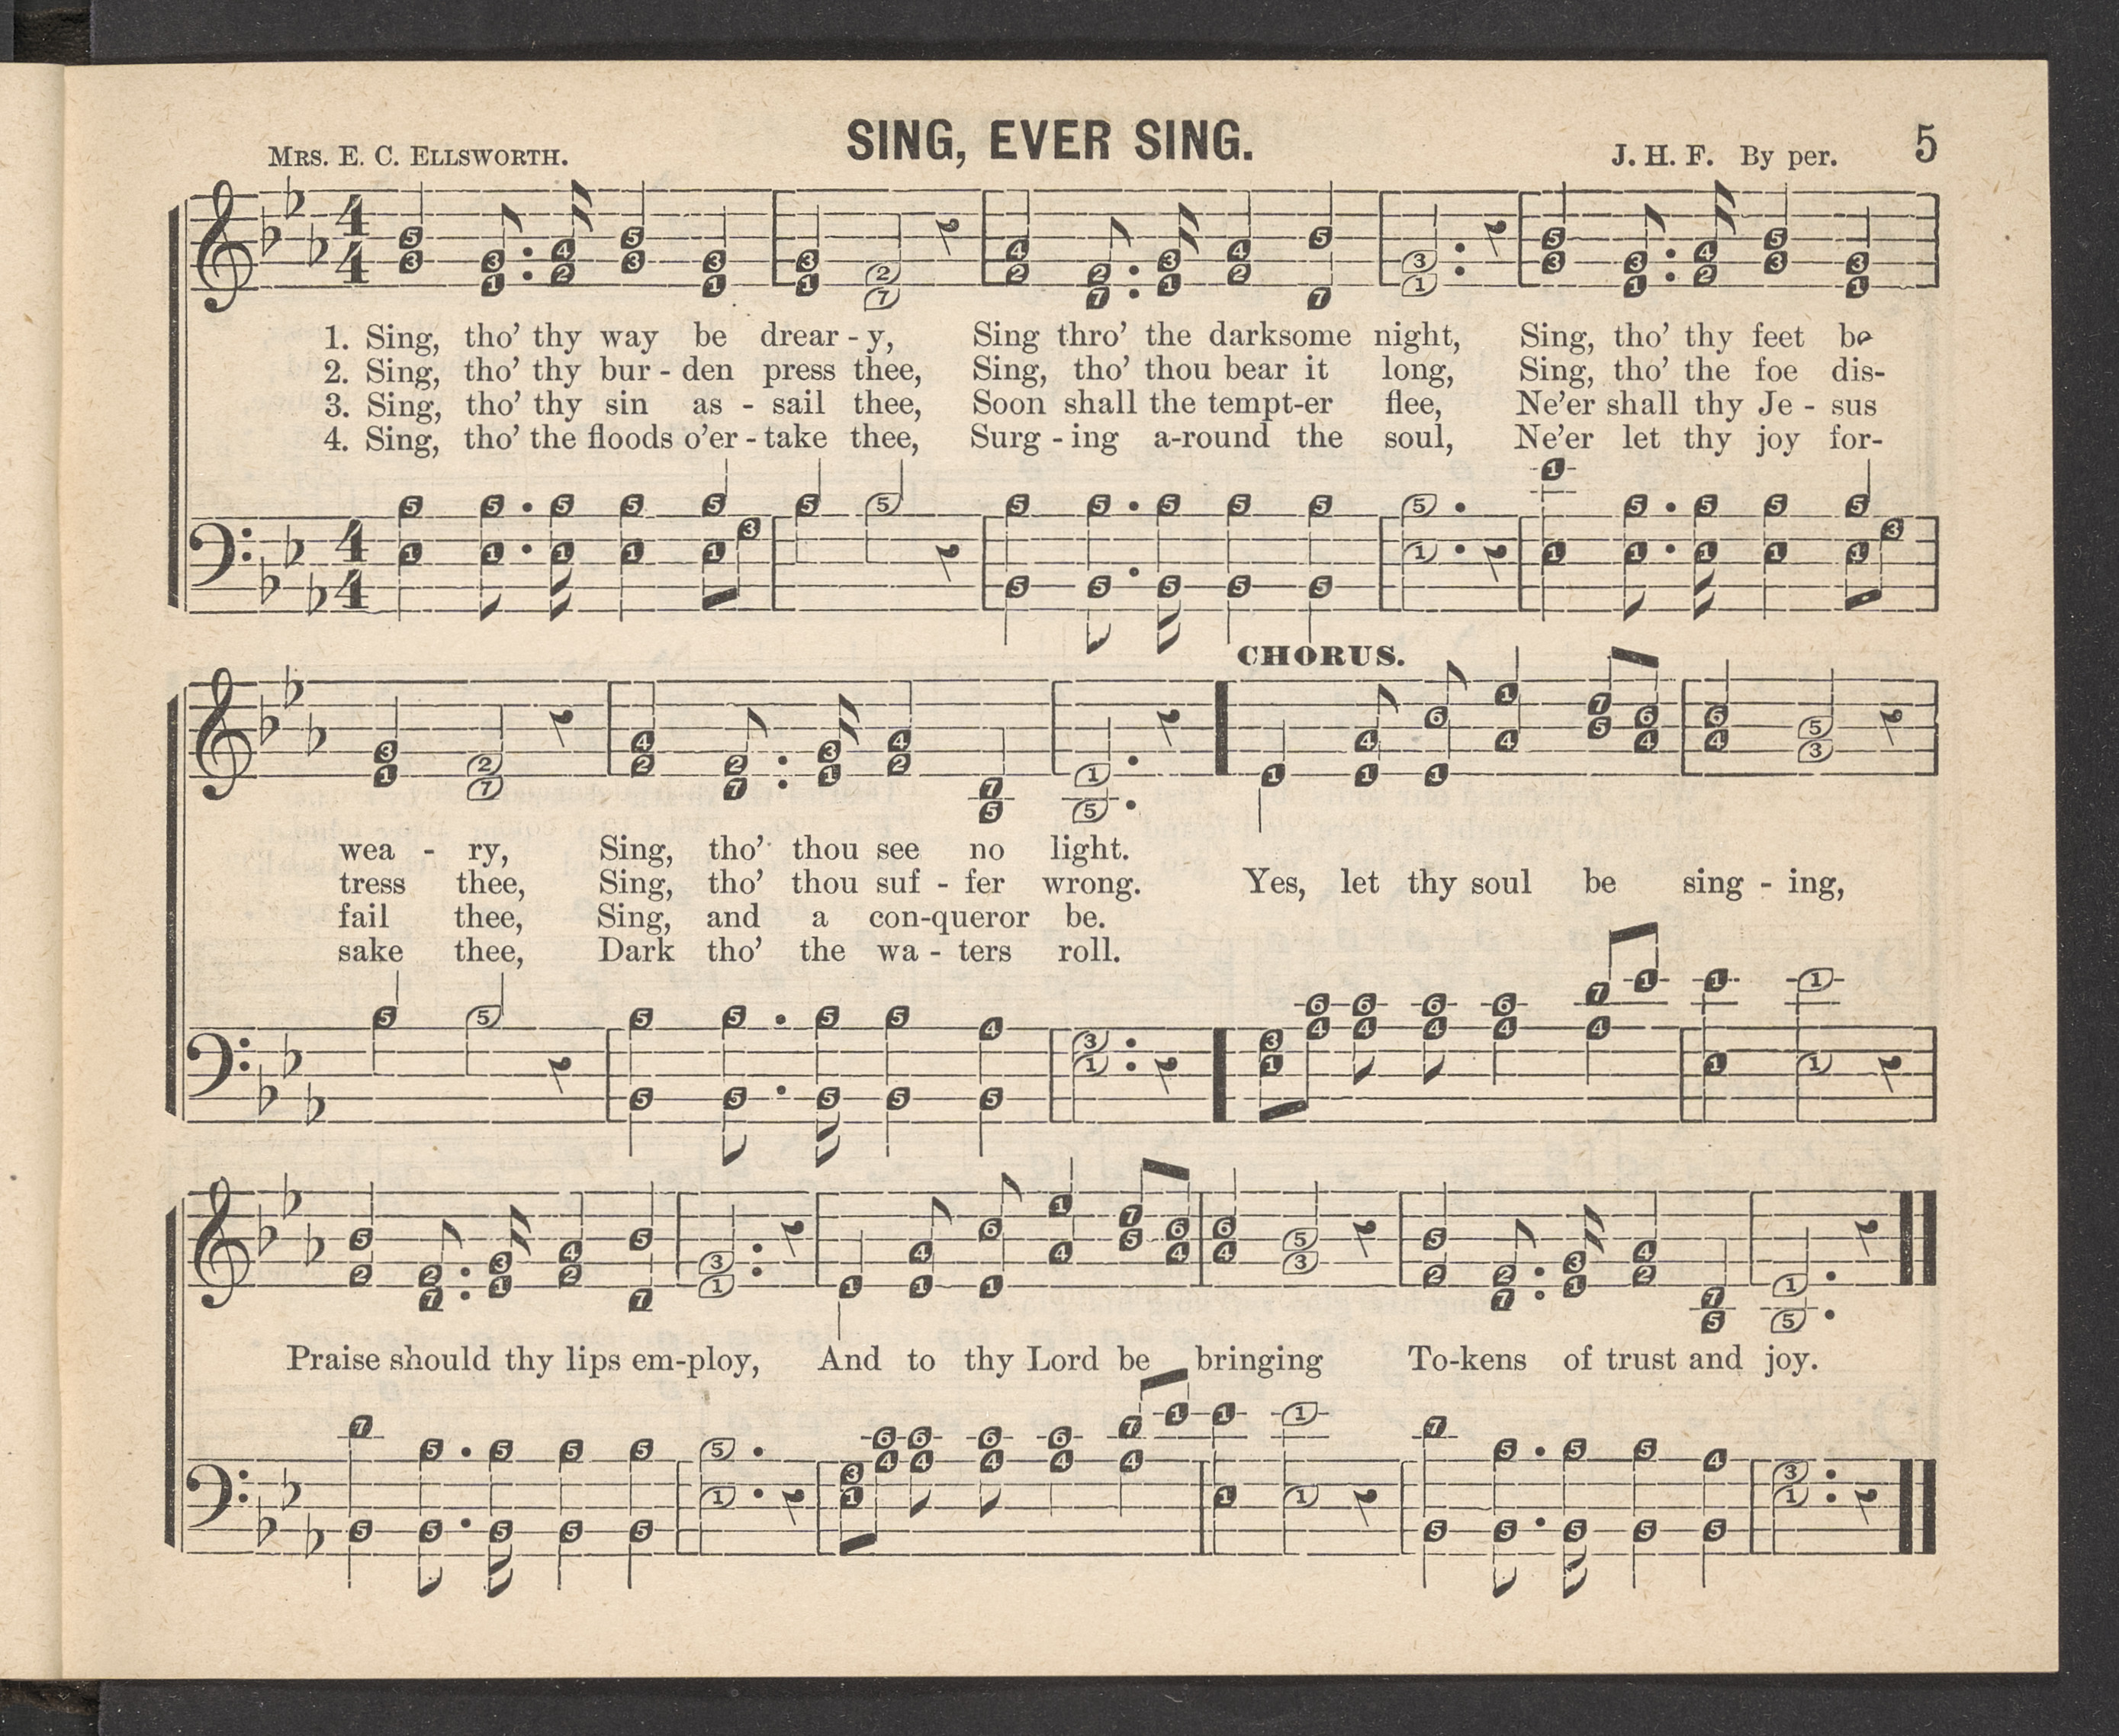 SING, EVER SING.
5
MRS. E. C. ELLSWORTH.
J. H. F. By per.
1. Sing, tho' thy way be drear - y, Sing thro' the darksome night, Sing, tho' thy feet be
2. Sing, tho' thy bur - den press thee, Sing, tho' thou bear it long, Sing, tho' the foe dis-
3. Sing, tho' thy sin as - sail thee, Soon shall the tempt-er flee, Ne'er shall thy Je - sus
4. Sing, tho' the floods o'er - take thee, Surg - ing a-round the soul, Ne'er let thy joy for-
CHORUS.
wea - ry, Sing, tho' thou see no light.
tress thee, Sing, tho' thou suf - fer wrong. Yes, let thy soul be sing - ing,
fail thee, Sing, and a con-queror be.
sake thee, Dark tho' the wa - ters roll.
Praise should thy lips em-ploy, And to thy Lord be bringing To-kens of trust and joy.